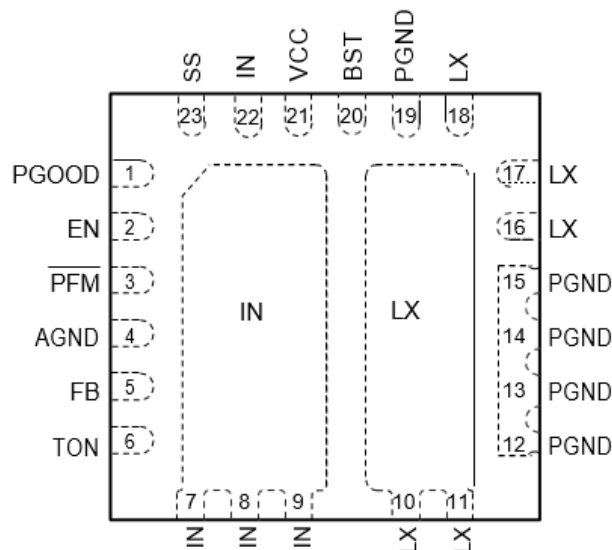 SS IN VCC BST PGND LX
23 22 21 20 19 18
PGOOD 1
EN 2
PFM 3
AGND 4
FB 5
TON 6
IN
LX
17 LX
16 LX
15 PGND
14 PGND
13 PGND
12 PGND
7 8 9 10 11
IN IN IN LX LX